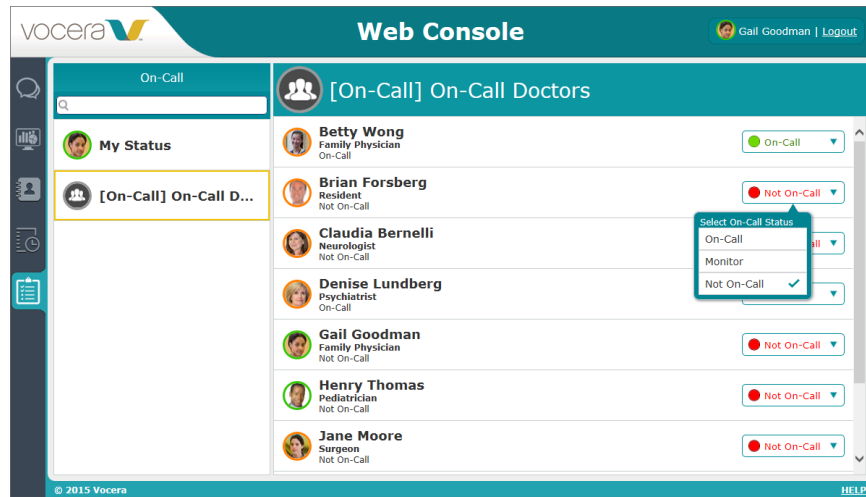 vocera
Web Console
Gail Goodman | Logout
On-Call
[On-Call] On-Call Doctors
My Status
[On-Call] On-Call D...
Betty Wong
Family Physician
On-Call
On-Call
Brian Forsberg
Resident
Not On-Call
Not On-Call
Select On-Call Status
On-Call
Monitor
Not On-Call
Claudia Bernelli
Neurologist
Not On-Call
Denise Lundberg
Psychiatrist
On-Call
Gail Goodman
Family Physician
Not On-Call
Not On-Call
Henry Thomas
Pediatrician
Not On-Call
Not On-Call
Jane Moore
Surgeon
Not On-Call
Not On-Call
© 2015 Vocera
HELP